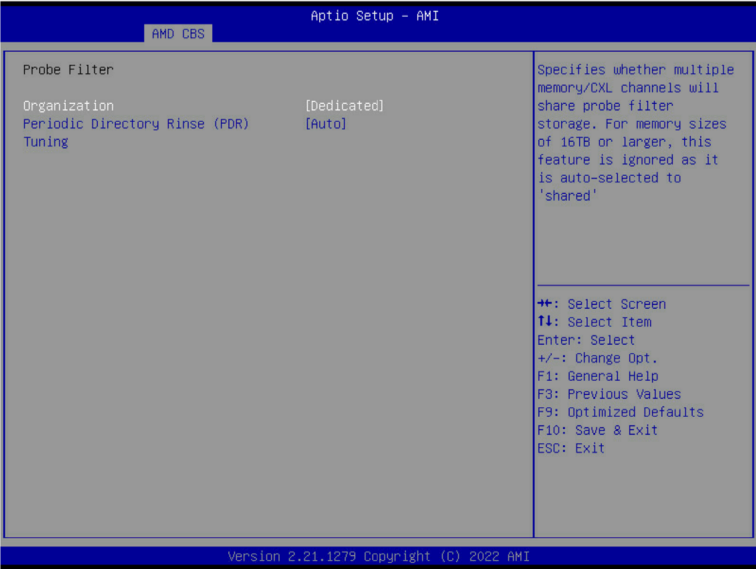 Aptio Setup – AMI
AMD CBS
Probe Filter
Organization [Dedicated]
Periodic Directory Rinse (PDR) [Auto]
Tuning
Specifies whether multiple
memory/CXL channels will
share probe filter
storage. For memory sizes
of 16TB or larger, this
feature is ignored as it
is auto-selected to
'shared'
→←: Select Screen
↑↓: Select Item
Enter: Select
+/-: Change Opt.
F1: General Help
F3: Previous Values
F9: Optimized Defaults
F10: Save & Exit
ESC: Exit
Version 2.21.1279 Copyright (C) 2022 AMI